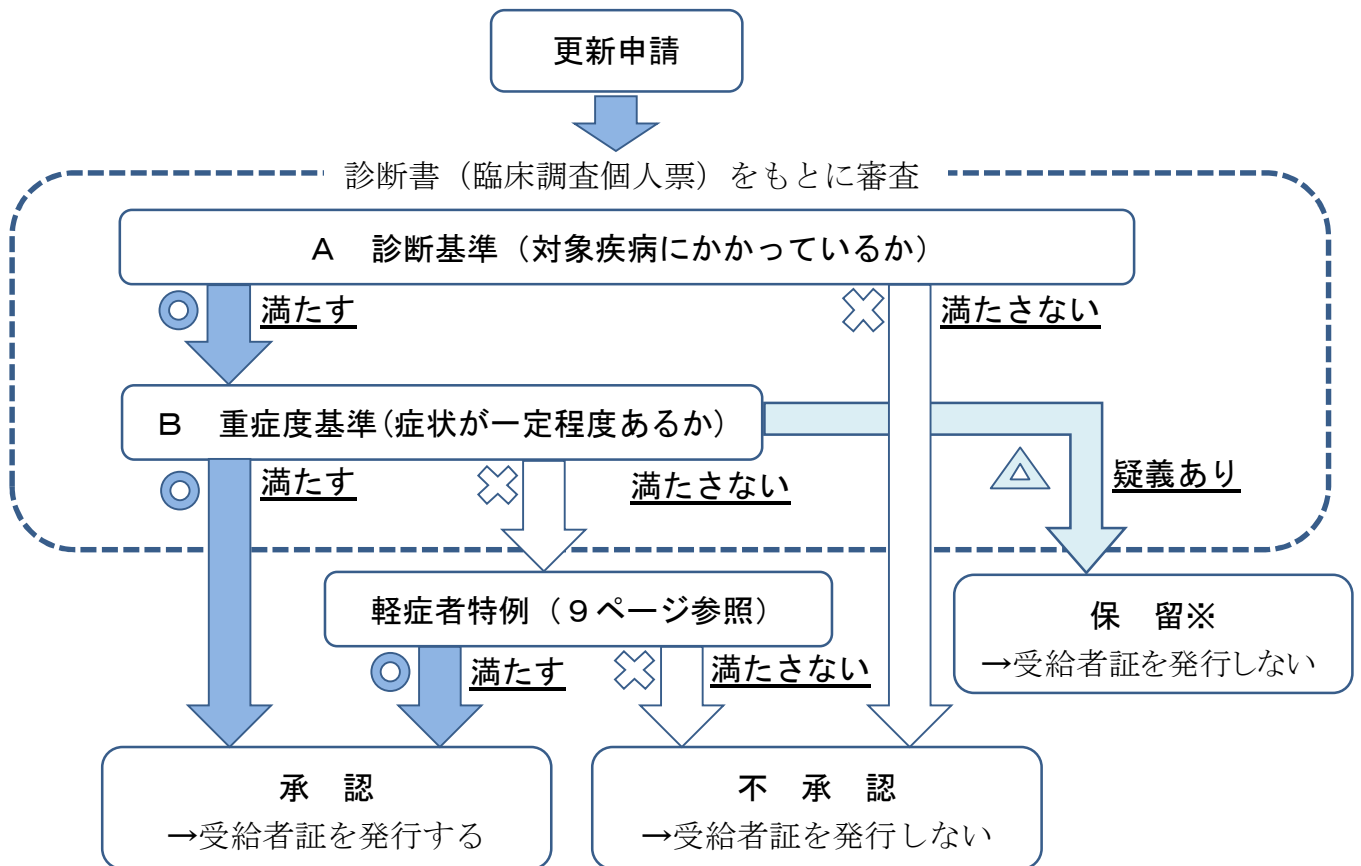 更新申請
診断書（臨床調査個人票）をもとに審査
Ａ　診断基準（対象疾病にかかっているか）
満たす
満たさない
Ｂ　重症度基準（症状が一定程度あるか）
満たす
満たさない
疑義あり
軽症者特例（９ページ参照）
保　留※
→受給者証を発行しない
満たす
満たさない
承　認
→受給者証を発行する
不　承　認
→受給者証を発行しない